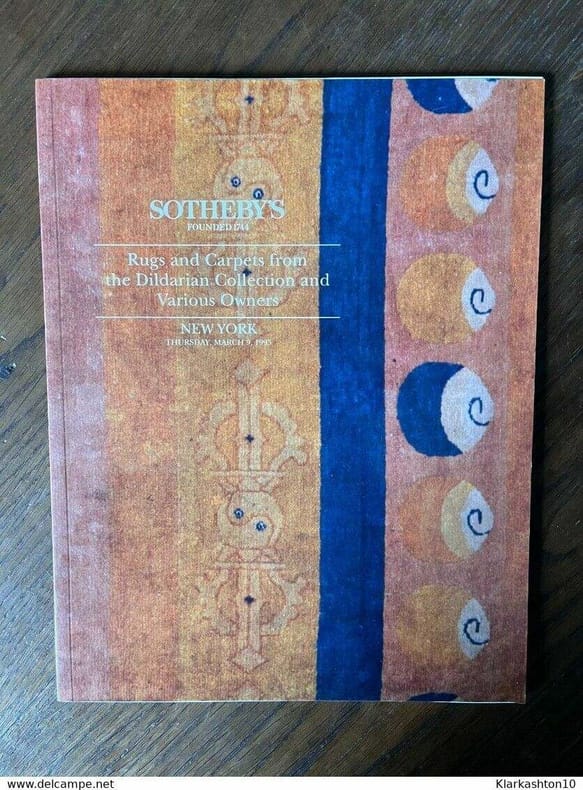 SOTHEBY'S
FOUNDED 1744
Rugs and Carpets from
the Dildarian Collection and
Various Owners
NEW YORK
THURSDAY, MARCH 9, 1995
www.delcampe.net
Klarkashton10